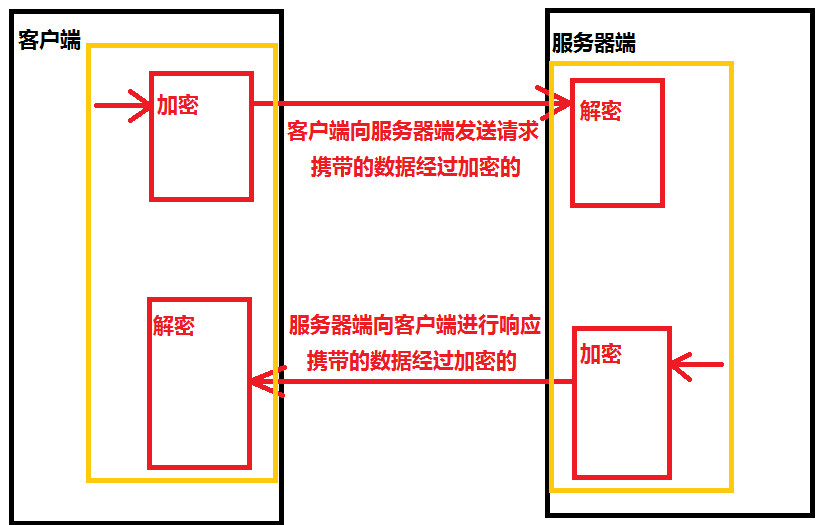 客户端
服务器端
加密
解密
客户端向服务器端发送请求
携带的数据经过加密的
解密
服务器端向客户端进行响应
携带的数据经过加密的
加密